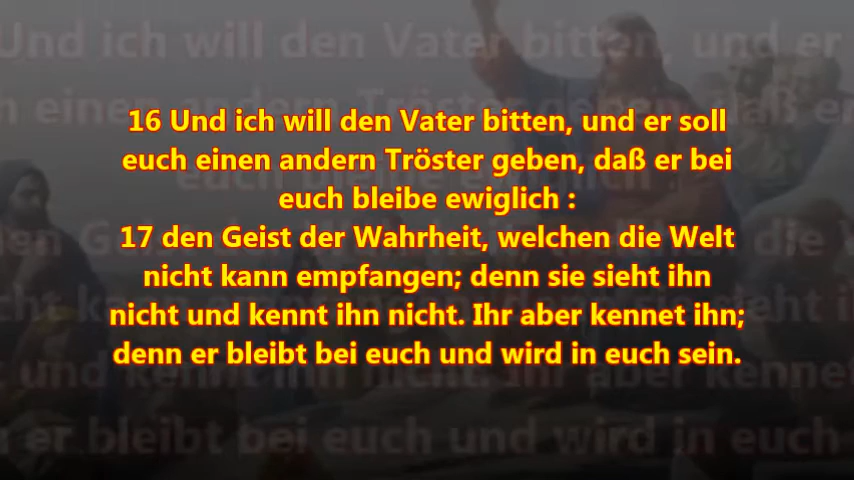 16 Und ich will den Vater bitten, und er soll
euch einen andern Tröster geben, daß er bei
euch bleibe ewiglich :
17 den Geist der Wahrheit, welchen die Welt
nicht kann empfangen; denn sie sieht ihn
nicht und kennt ihn nicht. Ihr aber kennet ihn;
denn er bleibt bei euch und wird in euch sein.